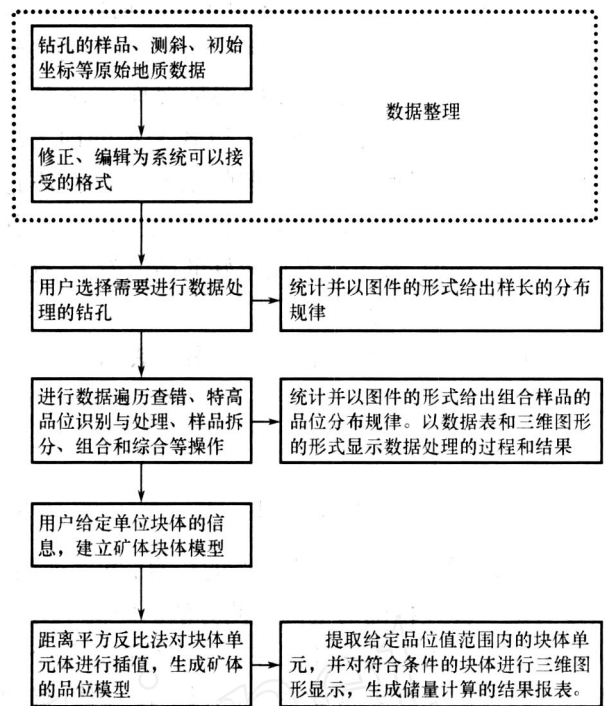 钻孔的样品、测斜、初始
坐标等原始地质数据
数据整理
修正、编辑为系统可以接
受的格式
用户选择需要进行数据处
理的钻孔
统计并以图件的形式给出样长的分布
规律
进行数据遍历查错、特高
品位识别与处理、样品拆
分、组合和综合等操作
统计并以图件的形式给出组合样品的
品位分布规律。以数据表和三维图形
的形式显示数据处理的过程和结果
用户给定单位块体的信
息，建立矿体块体模型
距离平方反比法对块体单
元体进行插值，生成矿体
的品位模型
提取给定品位值范围内的块体单
元，并对符合条件的块体进行三维图
形显示，生成储量计算的结果报表。